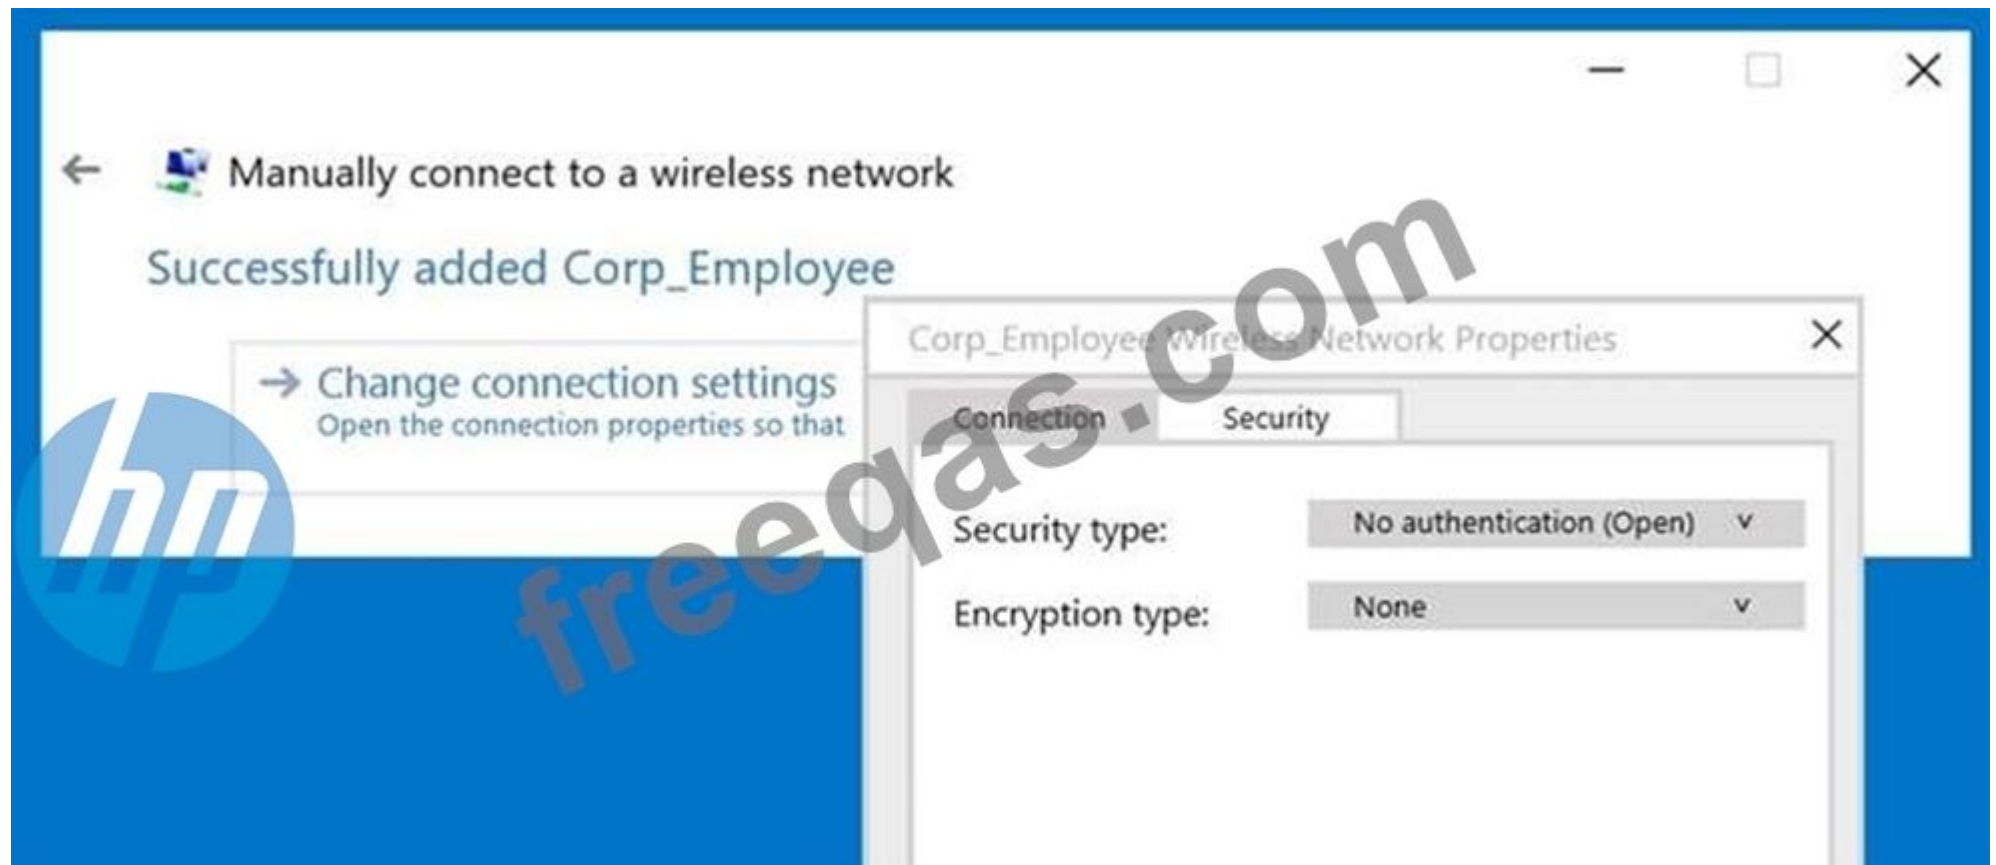 Manually connect to a wireless network
Successfully added Corp_Employee
Change connection settings
Open the connection properties so that
Corp_Employee Wireless Network Properties
Connection
Security
Security type:
No authentication (Open)
Encryption type:
None
hp
freeqas.com